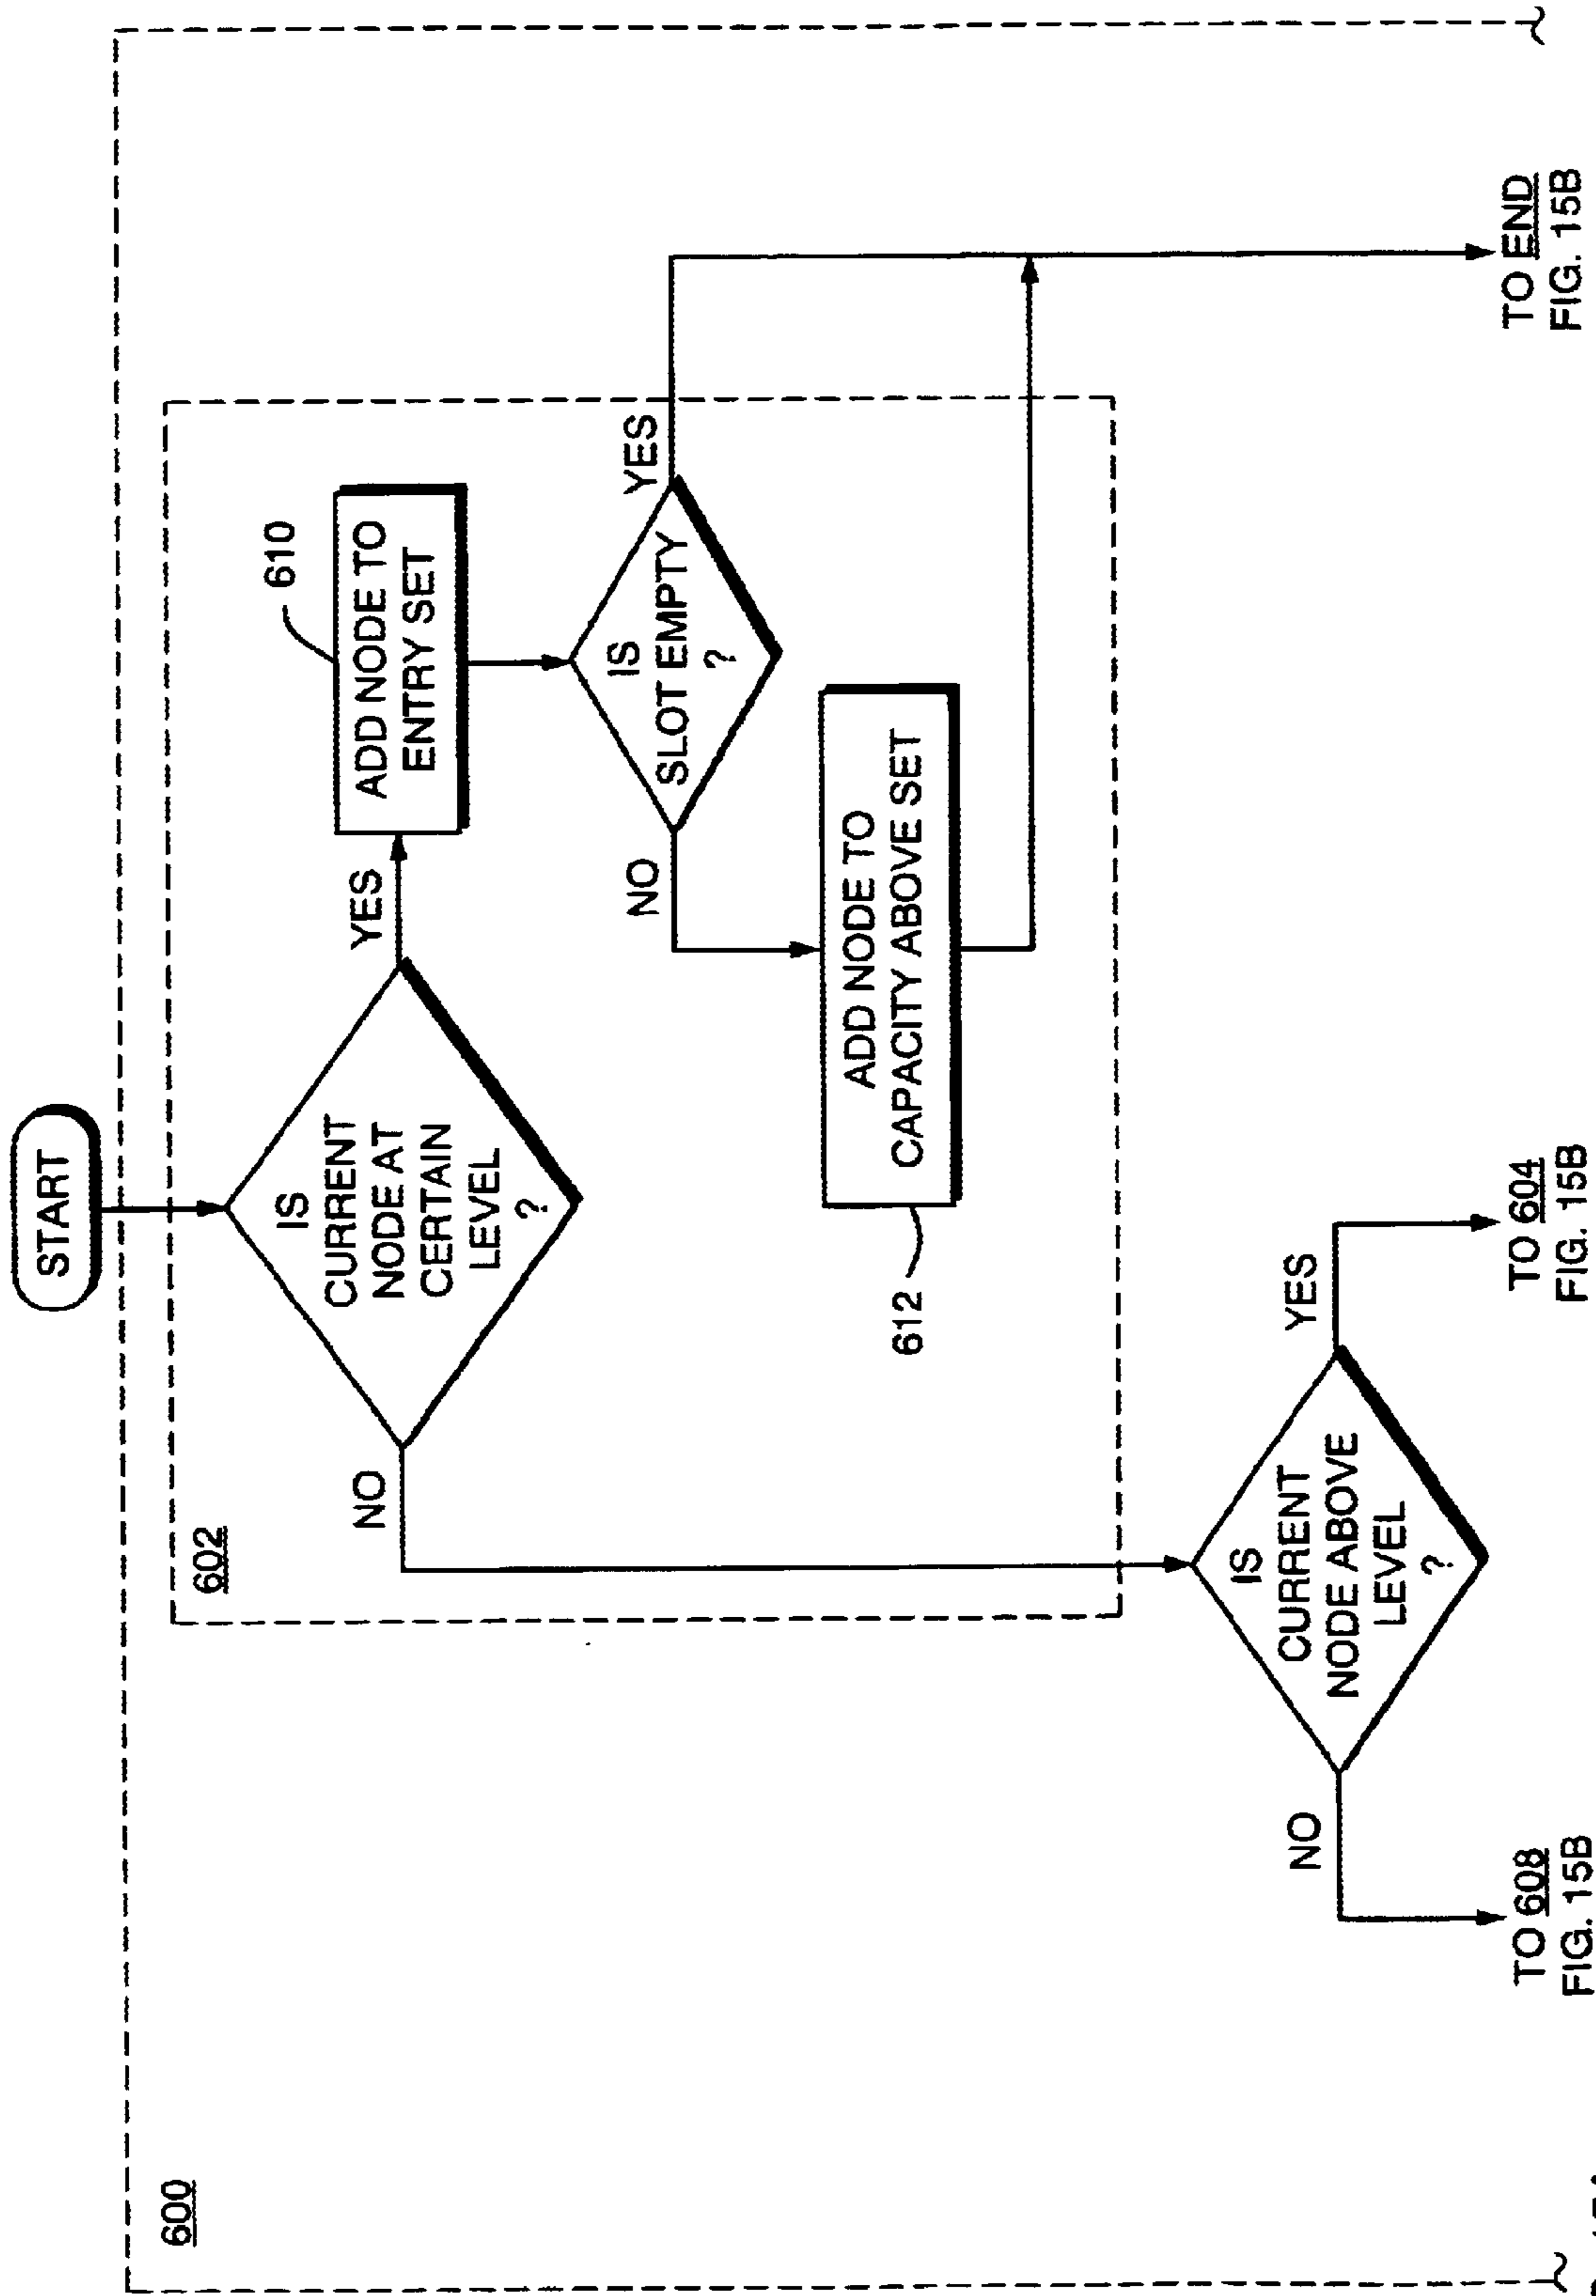 START
600
602
IS
CURRENT
NODE AT
CERTAIN
LEVEL
?
NO
YES
610
ADD NODE TO
ENTRY SET
IS
SLOT EMPTY
?
YES
NO
ADD NODE TO
CAPACITY ABOVE SET
612
IS
CURRENT
NODE ABOVE
LEVEL
?
NO
YES
TO 608
FIG. 15B
TO 604
FIG. 15B
TO END
FIG. 15B